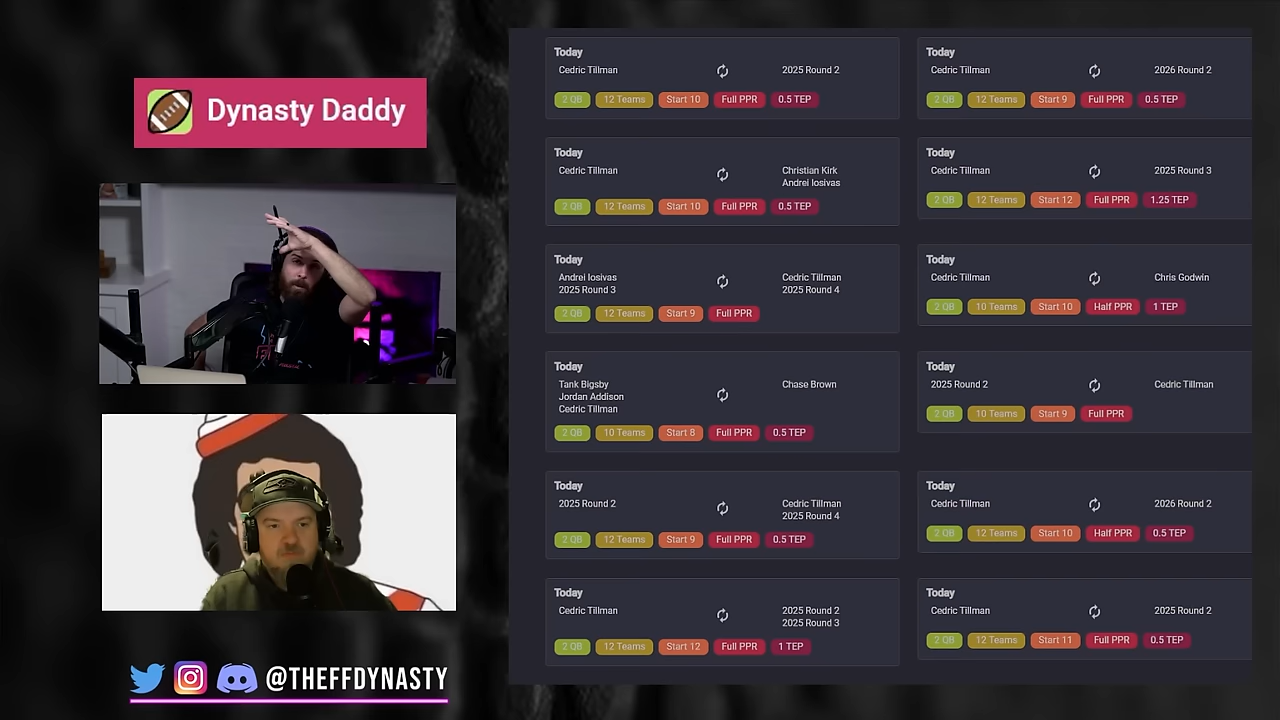 Dynasty Daddy
@THEFFDYNASTY
Today
Cedric Tillman
2025 Round 2
2 QB 12 Teams Start 10 Full PPR 0.5 TEP
Today
Cedric Tillman
2026 Round 2
2 QB 12 Teams Start 9 Full PPR 0.5 TEP
Today
Cedric Tillman
Christian Kirk
Andrei Iosivas
2 QB 12 Teams Start 10 Full PPR 0.5 TEP
Today
Cedric Tillman
2025 Round 3
2 QB 12 Teams Start 12 Full PPR 1.25 TEP
Today
Andrei Iosivas
2025 Round 3
Cedric Tillman
2025 Round 4
2 QB 12 Teams Start 9 Full PPR
Today
Cedric Tillman
Chris Godwin
2 QB 10 Teams Start 10 Half PPR 1 TEP
Today
Tank Bigsby
Jordan Addison
Cedric Tillman
Chase Brown
2 QB 10 Teams Start 8 Full PPR 0.5 TEP
Today
2025 Round 2
Cedric Tillman
2 QB 10 Teams Start 9 Full PPR
Today
2025 Round 2
Cedric Tillman
2025 Round 4
2 QB 12 Teams Start 9 Full PPR 0.5 TEP
Today
Cedric Tillman
2026 Round 2
2 QB 12 Teams Start 10 Half PPR 0.5 TEP
Today
Cedric Tillman
2025 Round 2
2025 Round 3
2 QB 12 Teams Start 12 Full PPR 1 TEP
Today
Cedric Tillman
2025 Round 2
2 QB 12 Teams Start 11 Full PPR 0.5 TEP